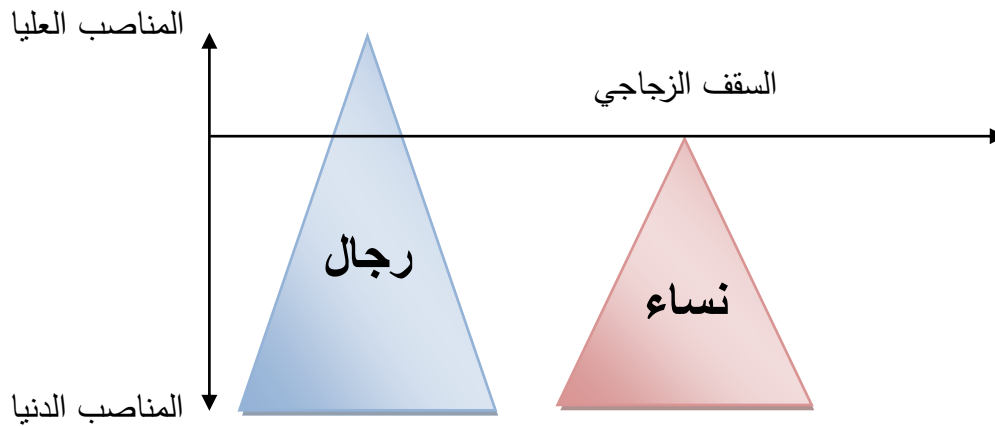 المناصب العليا
السقف الزجاجي
رجال
نساء
المناصب الدنيا